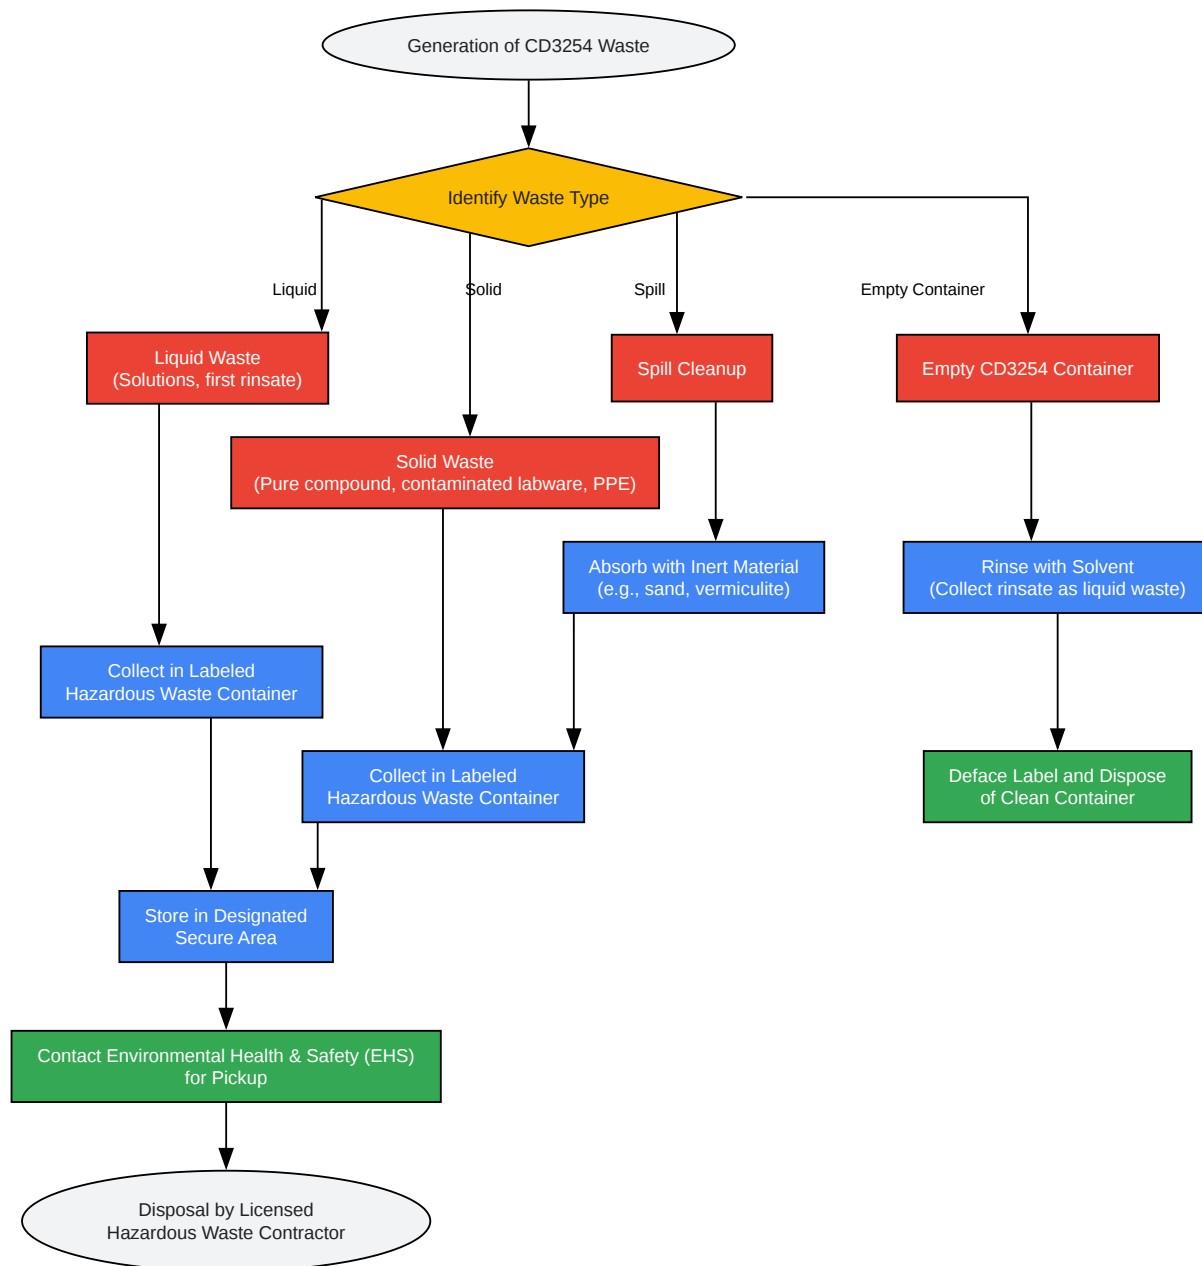 Generation of CD3254 Waste
Identify Waste Type
Liquid
Solid
Spill
Empty Container
Liquid Waste
(Solutions, first rinsate)
Spill Cleanup
Empty CD3254 Container
Solid Waste
(Pure compound, contaminated labware, PPE)
Absorb with Inert Material
(e.g., sand, vermiculite)
Rinse with Solvent
(Collect rinsate as liquid waste)
Collect in Labeled
Hazardous Waste Container
Collect in Labeled
Hazardous Waste Container
Deface Label and Dispose
of Clean Container
Store in Designated
Secure Area
Contact Environmental Health & Safety (EHS)
for Pickup
Disposal by Licensed
Hazardous Waste Contractor